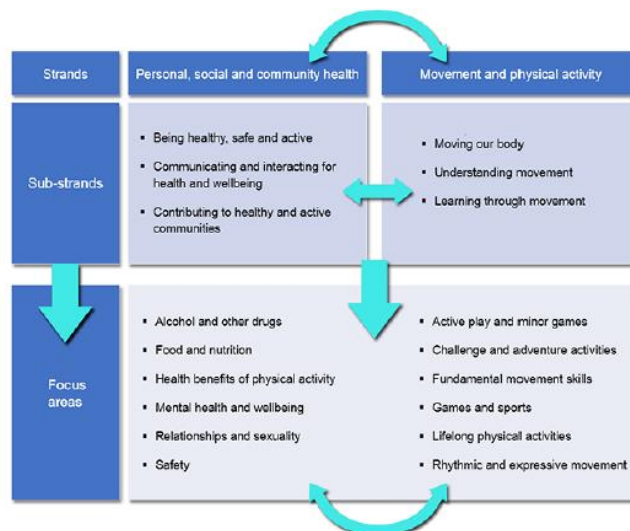 Strands
Personal, social and community health
Movement and physical activity
Sub-strands
▪ Being healthy, safe and active
▪ Communicating and interacting for
health and wellbeing
▪ Contributing to healthy and active
communities
▪ Moving our body
▪ Understanding movement
▪ Learning through movement
Focus
areas
▪ Alcohol and other drugs
▪ Food and nutrition
▪ Health benefits of physical activity
▪ Mental health and wellbeing
▪ Relationships and sexuality
▪ Safety
▪ Active play and minor games
▪ Challenge and adventure activities
▪ Fundamental movement skills
▪ Games and sports
▪ Lifelong physical activities
▪ Rhythmic and expressive movement